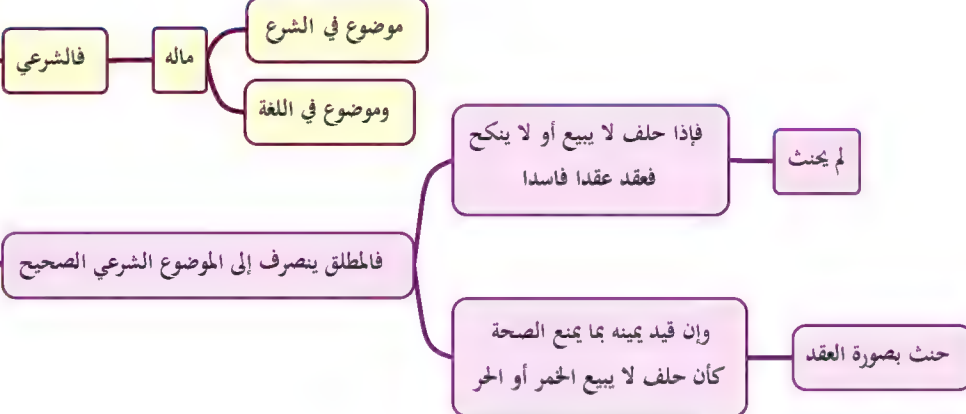 فالشرعي
ماله
موضوع في الشرع
وموضوع في اللغة
فالمطلق ينصرف إلى الموضوع الشرعي الصحيح
فإذا حلف لا يبيع أو لا ينكح
فعقد عقدا فاسدا
لم يحنث
وإن قيد يمينه بما يمنع الصحة
كأن حلف لا يبيع الخمر أو الحر
حنث بصورة العقد